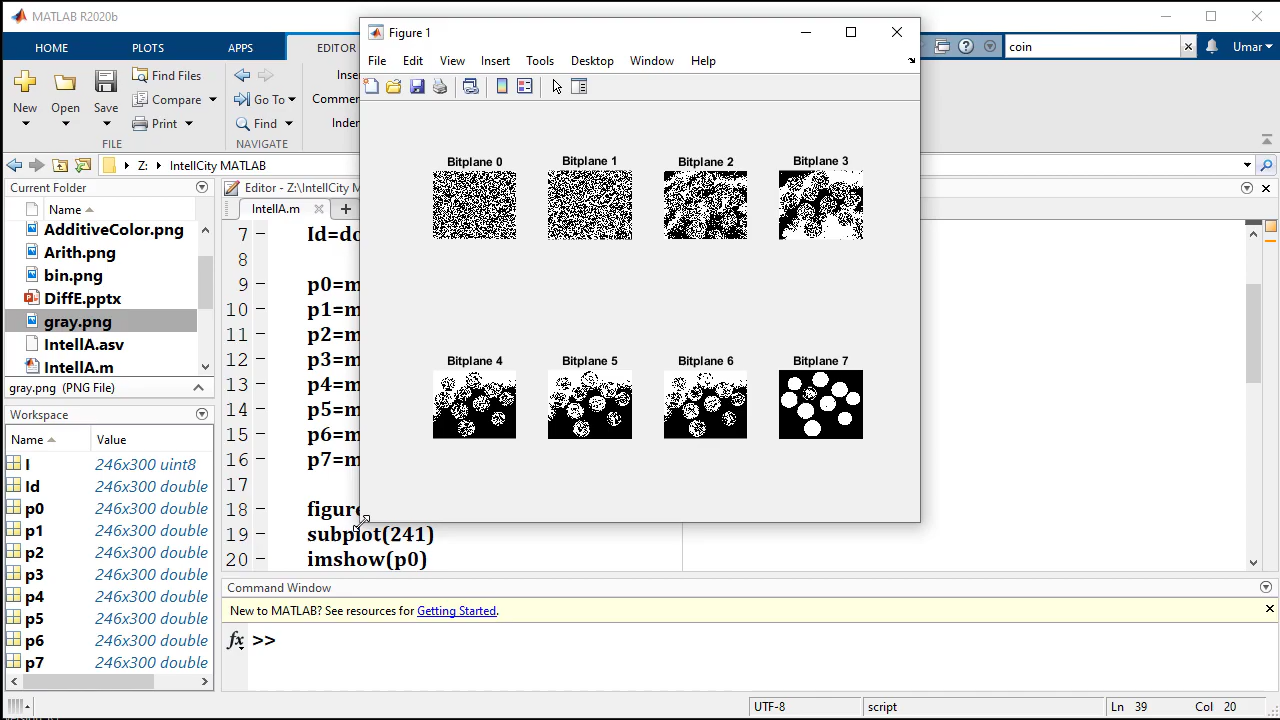 MATLAB R2020b
HOME PLOTS APPS EDITOR
coin
Umar
New
Open
Save
Find Files
Compare
Print
FILE
Go To
Find
NAVIGATE
Z: IntellCity MATLAB
Current Folder
Name
AdditiveColor.png
Arith.png
bin.png
DiffE.pptx
gray.png
IntellA.asv
IntellA.m
gray.png (PNG File)
Workspace
Name Value
I 246x300 uint8
Id 246x300 double
p0 246x300 double
p1 246x300 double
p2 246x300 double
p3 246x300 double
p4 246x300 double
p5 246x300 double
p6 246x300 double
p7 246x300 double
Editor - Z:\IntellCity M
IntellA.m
7
8
9 p0=m
10 p1=m
11 p2=m
12 p3=m
13 p4=m
14 p5=m
15 p6=m
16 p7=m
17
18 figure
19 subplot(241)
20 imshow(p0)
Figure 1
File Edit View Insert Tools Desktop Window Help
Bitplane 0 Bitplane 1 Bitplane 2 Bitplane 3
Bitplane 4 Bitplane 5 Bitplane 6 Bitplane 7
Command Window
New to MATLAB? See resources for Getting Started.
fx >>
UTF-8 script Ln 39 Col 20